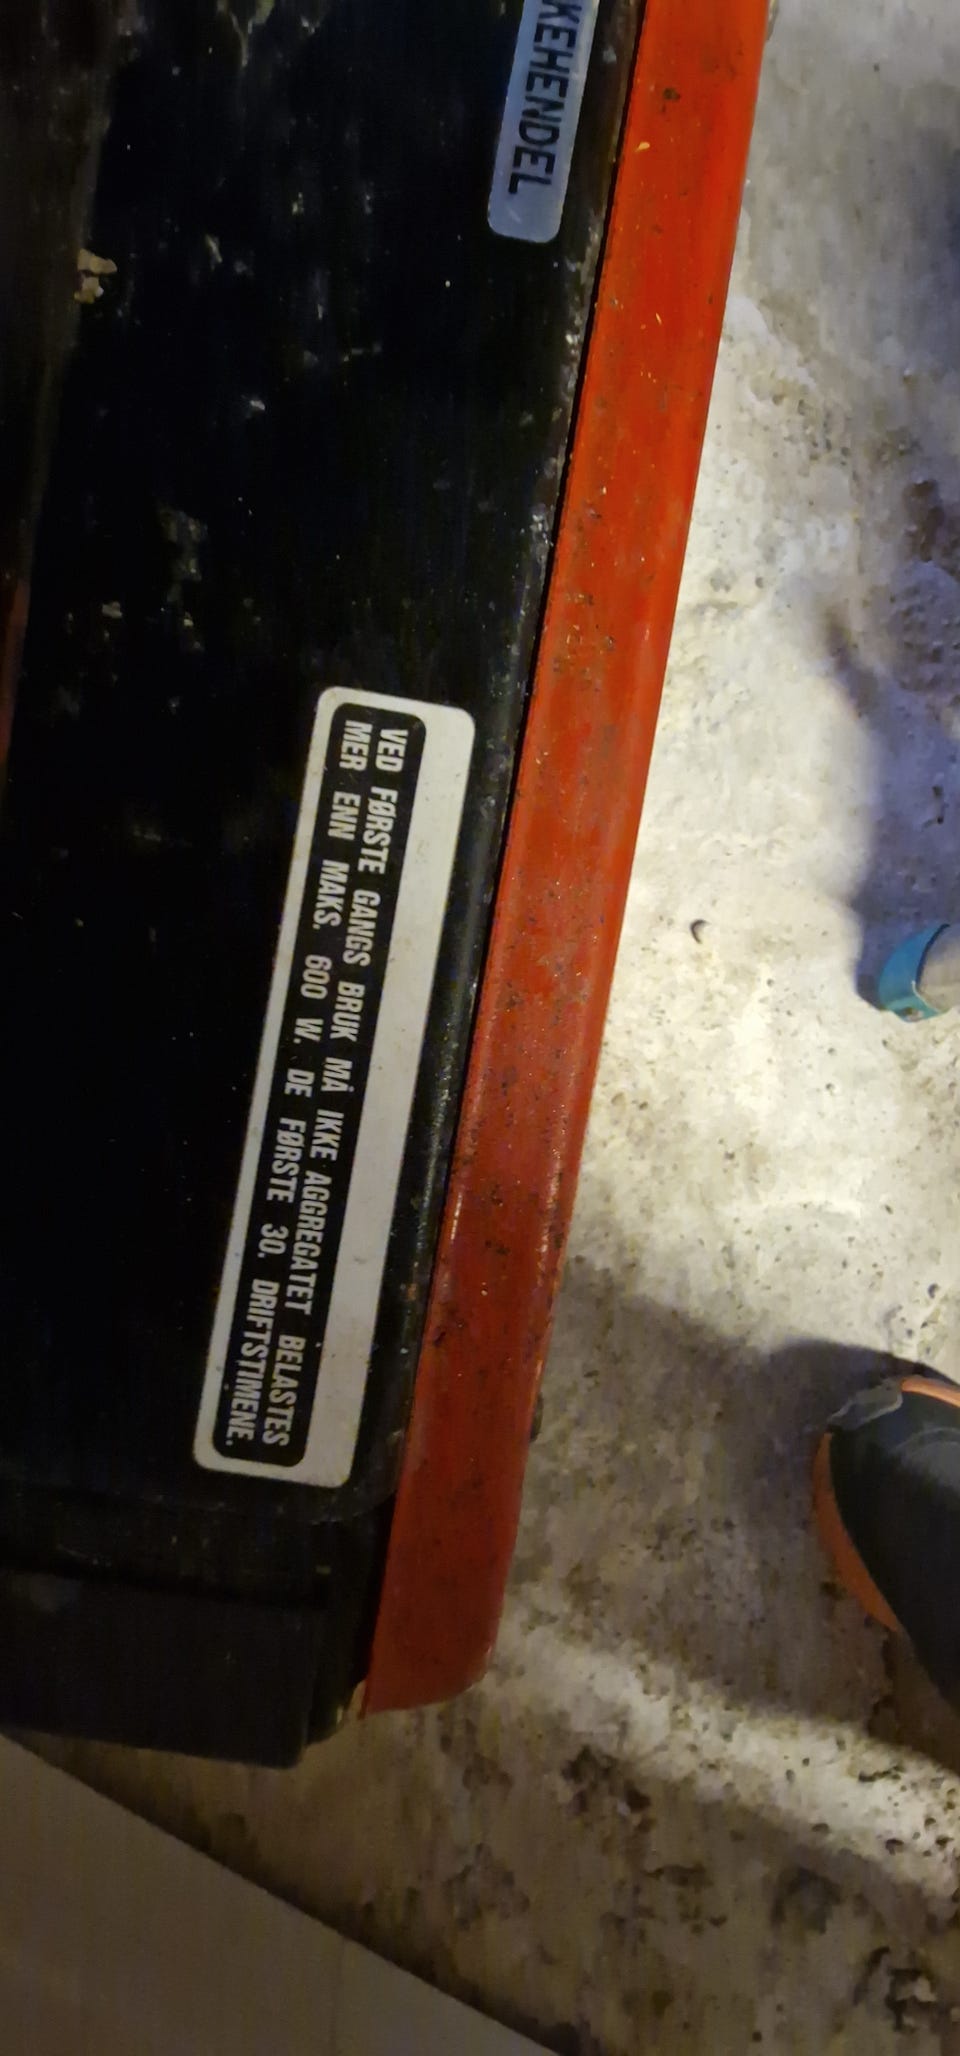 KEHENDEL
VED FØRSTE GANGS BRUK MÅ IKKE AGGREGATET BELASTES
MER ENN MAKS. 600 W. DE FØRSTE 30. DRIFTSTIMENE.